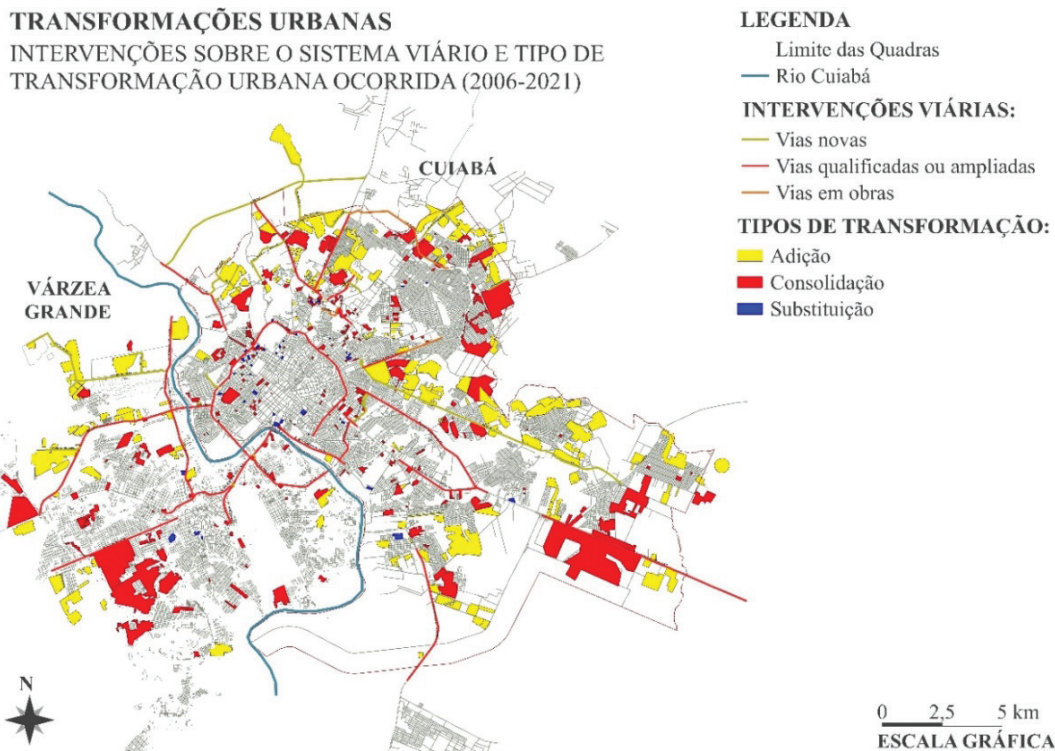 TRANSFORMAÇÕES URBANAS
INTERVENÇÕES SOBRE O SISTEMA VIÁRIO E TIPO DE
TRANSFORMAÇÃO URBANA OCORRIDA (2006-2021)
CUIABÁ
VÁRZEA
GRANDE
N
LEGENDA
Limite das Quadras
Rio Cuiabá
INTERVENÇÕES VIÁRIAS:
Vias novas
Vias qualificadas ou ampliadas
Vias em obras
TIPOS DE TRANSFORMAÇÃO:
Adição
Consolidação
Substituição
0 2,5 5 km
ESCALA GRÁFICA